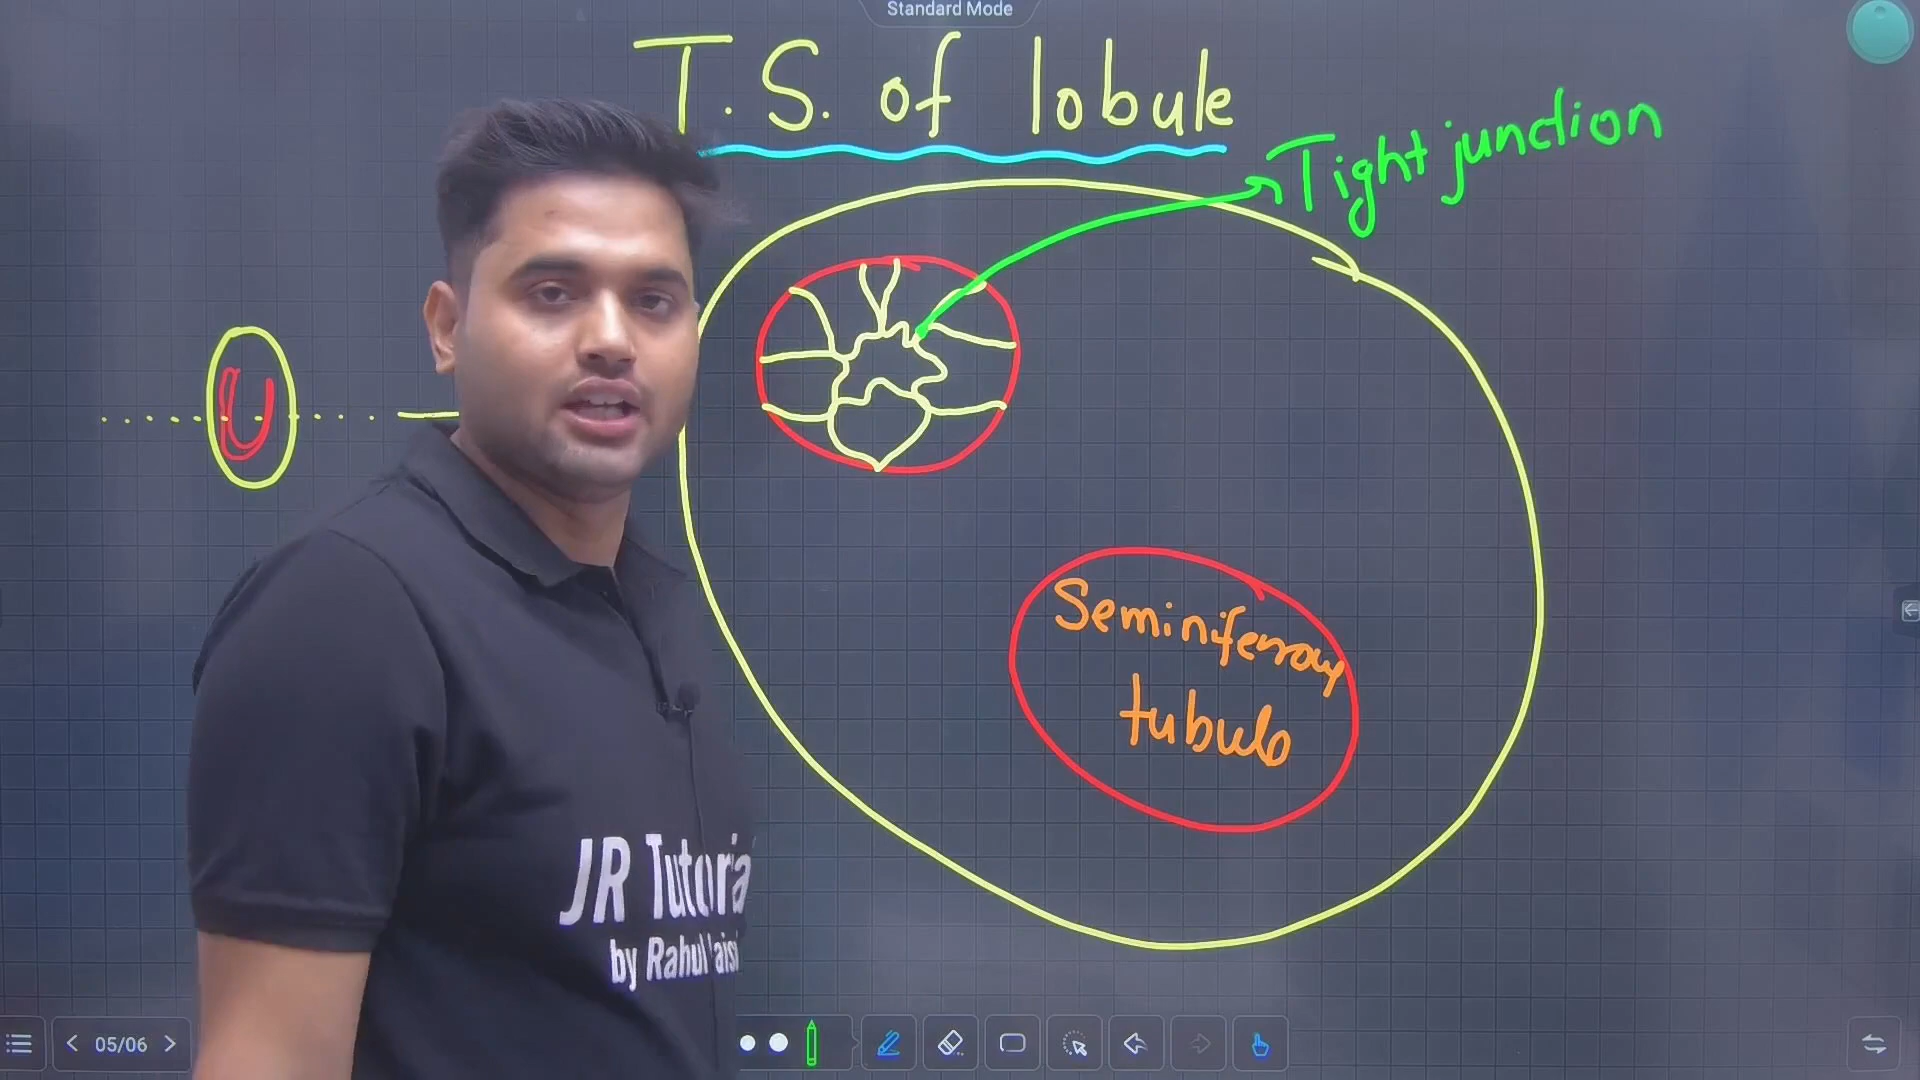 Standard Mode
T.S. of lobule
Tight junction
U
Seminiferous
tubule
JR Tutoria
by Rahul
05/06